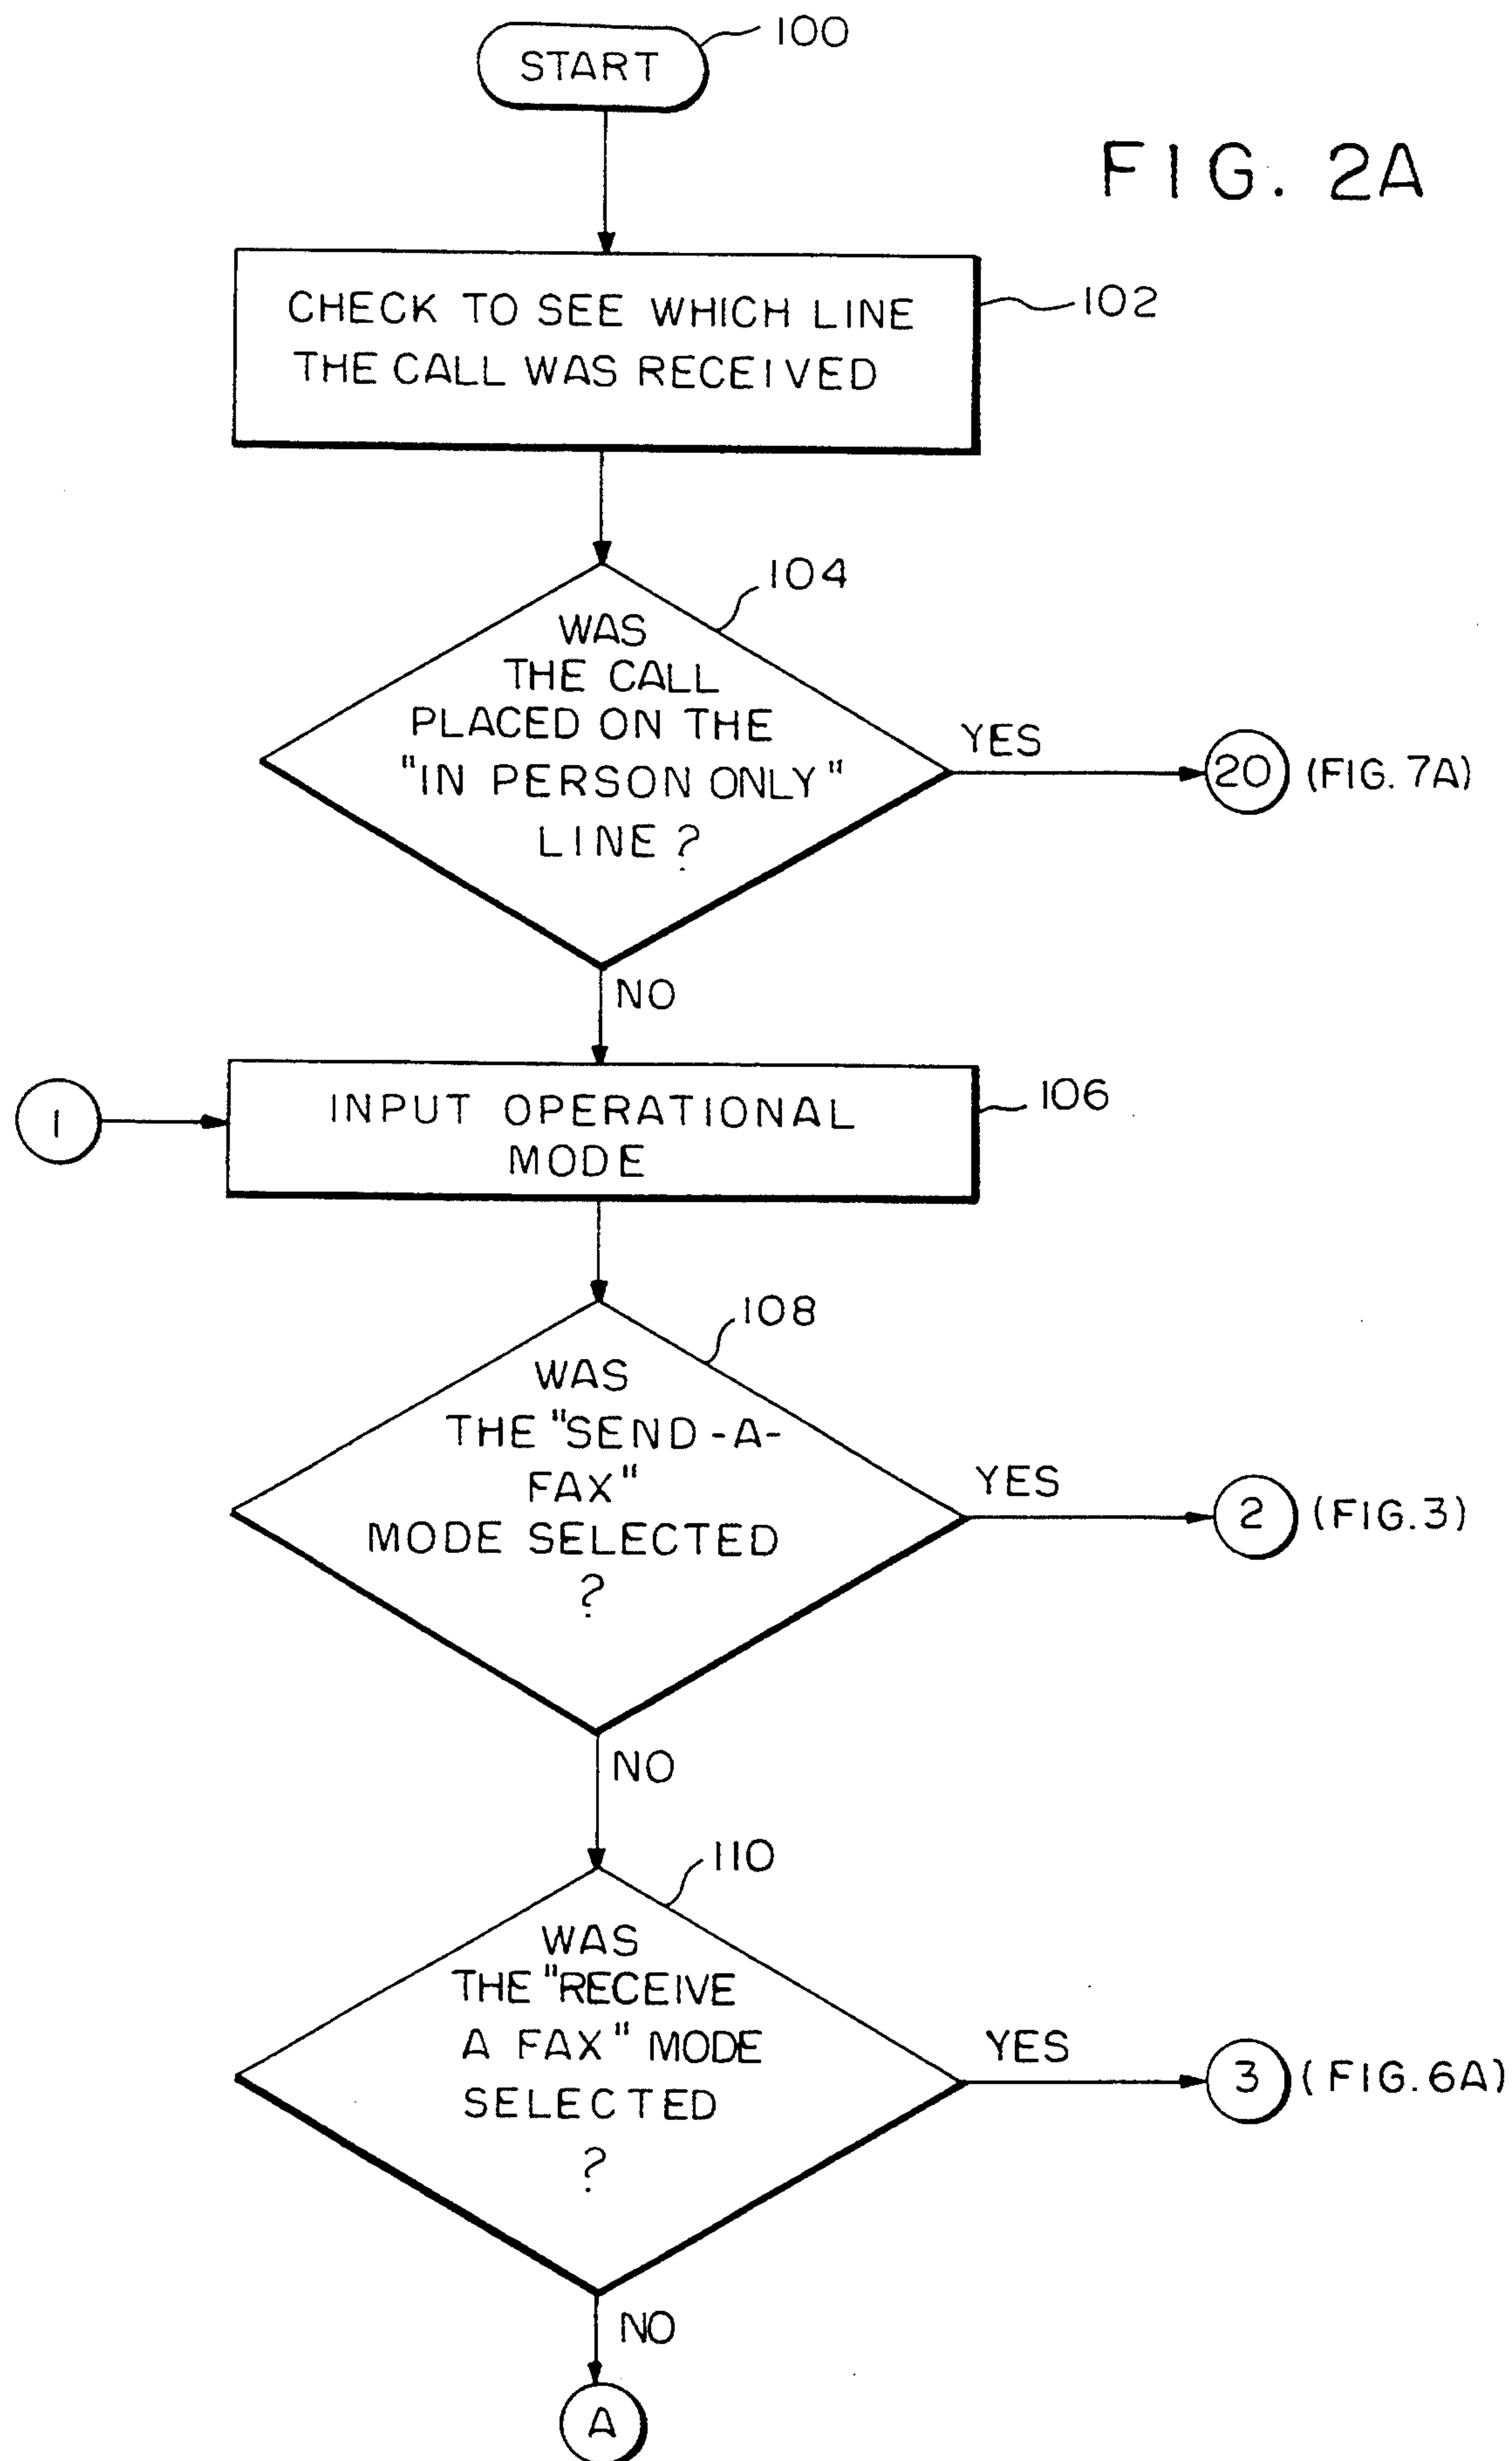 START
100
FIG. 2A
CHECK TO SEE WHICH LINE
THE CALL WAS RECEIVED
102
104
WAS
THE CALL
PLACED ON THE
"IN PERSON ONLY"
LINE ?
YES
20 (FIG. 7A)
NO
1
INPUT OPERATIONAL
MODE
106
108
WAS
THE "SEND-A-
FAX"
MODE SELECTED
?
YES
2 (FIG.3)
NO
110
WAS
THE "RECEIVE
A FAX" MODE
SELECTED
?
YES
3 (FIG.6A)
NO
A